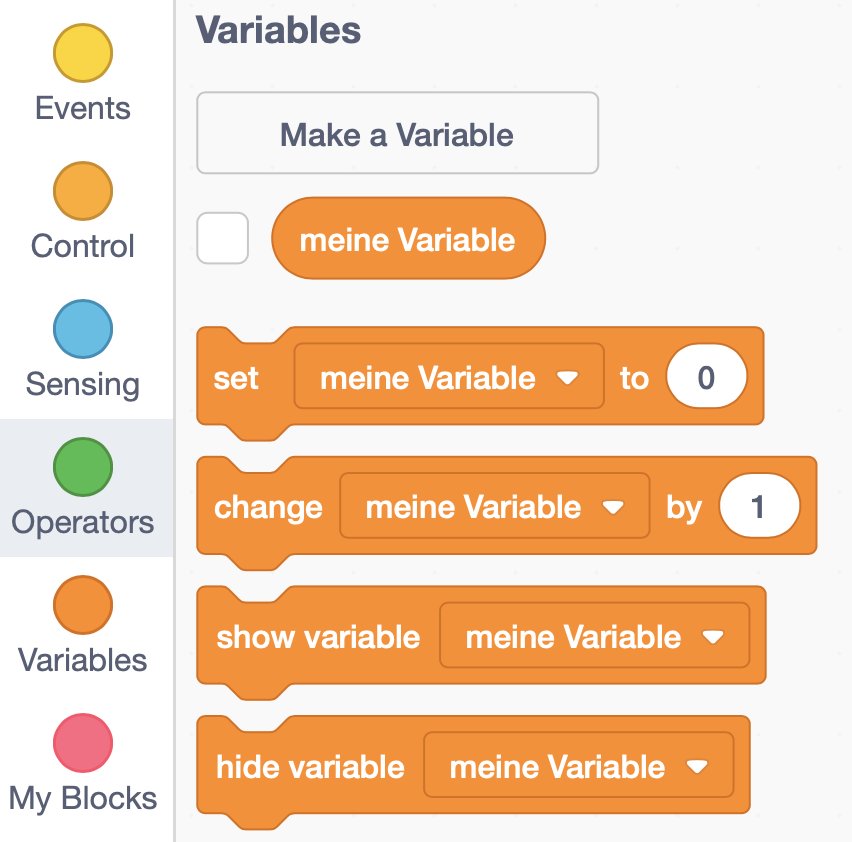 Events
Control
Sensing
Operators
Variables
My Blocks
Variables
Make a Variable
meine Variable
set meine Variable to 0
change meine Variable by 1
show variable meine Variable
hide variable meine Variable